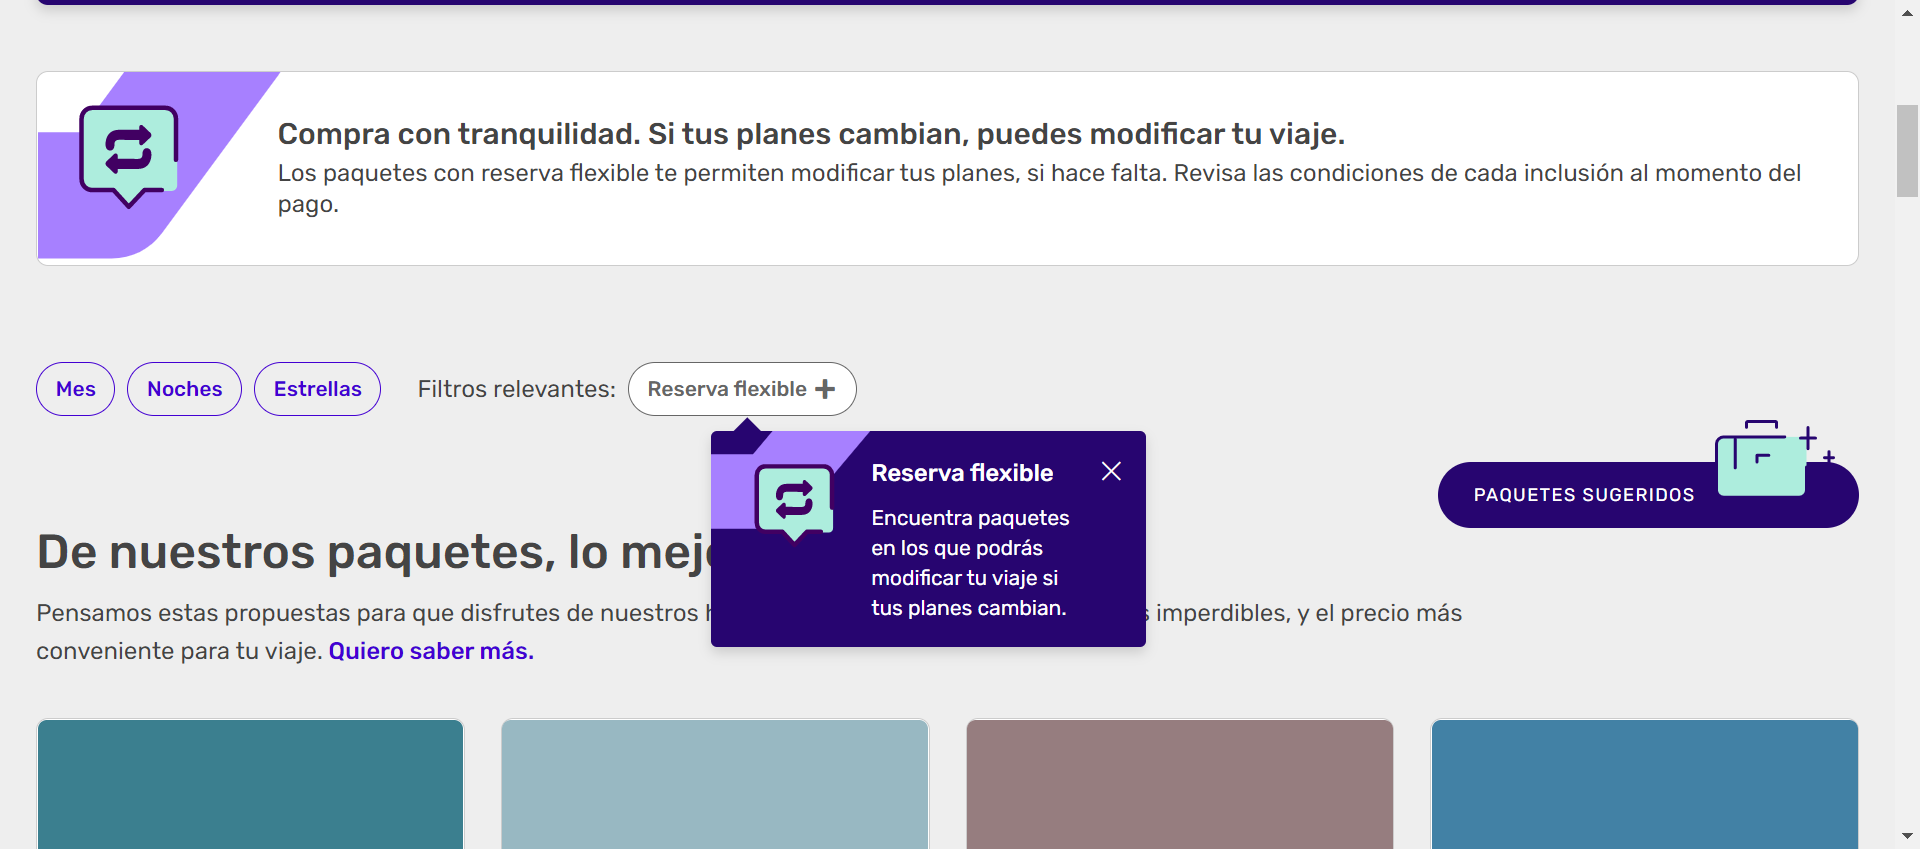 Compra con tranquilidad. Si tus planes cambian, puedes modificar tu viaje.
Los paquetes con reserva flexible te permiten modificar tus planes, si hace falta. Revisa las condiciones de cada inclusión al momento del
pago.
Mes
Noches
Estrellas
Filtros relevantes:
Reserva flexible
Reserva flexible
Encuentra paquetes
en los que podrás
modificar tu viaje si
tus planes cambian.
PAQUETES SUGERIDOS
De nuestros paquetes, lo
Pensamos estas propuestas para que disfrutes de nuestros imperdibles, y el precio más
conveniente para tu viaje. Quiero saber más.